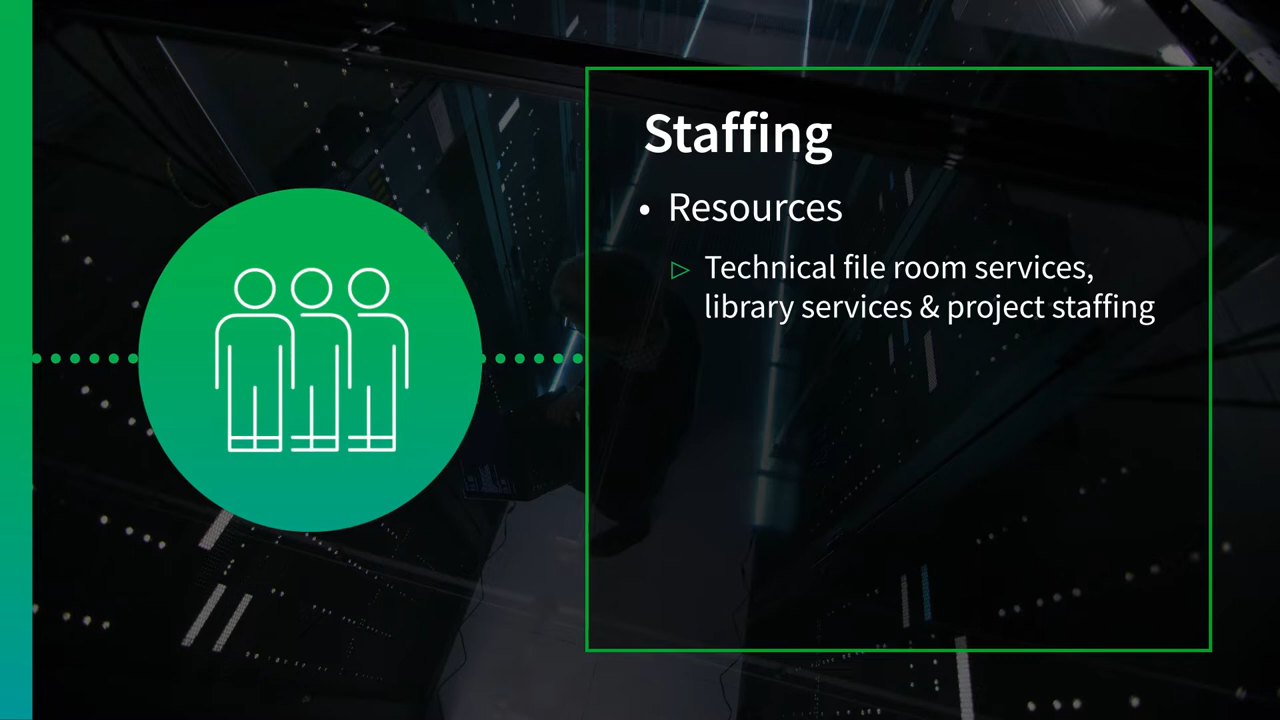 Staffing
• Resources
▷ Technical file room services,
library services & project staffing